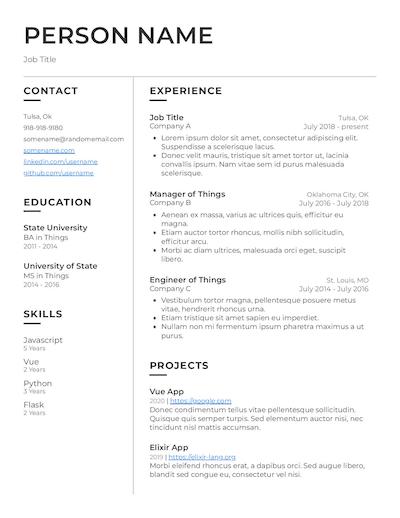 PERSON NAME
Job Title
CONTACT
Tulsa, Ok
918-918-9180
somename@randomemail.com
somename.com
linkedin.com/username
github.com/username
EDUCATION
State University
BA in Things
2011 - 2014
University of State
MS in Things
2014 - 2016
SKILLS
Javascript
5 Years
Vue
2 Years
Python
3 Years
Flask
2 Years
EXPERIENCE
Job Title Tulsa, OK
Company A July 2018 - present
Lorem ipsum dolor sit amet, consectetur adipiscing elit.
Suspendisse a scelerisque lacus.
Donec velit mauris, tristique sit amet tortor ut, lacinia
convallis ipsum. Nam vitae sem id purus malesuada
scelerisque.
Manager of Things Oklahoma City, OK
Company B July 2016 - July 2018
Aenean ex massa, varius ac ultrices quis, efficitur eu
magna.
Etiam auctor tortor rhoncus, mollis nibh sollicitudin,
efficitur arcu.
Morbi ac diam ultrices, malesuada orci eget, suscipit
libero.
Engineer of Things St. Louis, MO
Company C July 2014 - July 2016
Vestibulum tortor magna, pellentesque posuere metus
vitae, hendrerit rhoncus urna.
Etiam tristique sit amet sapien eu imperdiet.
Nullam non mi fermentum ipsum pharetra maximus a ut
purus.
PROJECTS
Vue App
2020 | https://google.com
Donec condimentum tellus vitae pellentesque sollicitudin.
Quisque quis semper turpis. Sed elementum auctor nisi, nec
tincidunt nisl mattis accumsan.
Elixir App
2019 | https://elixir-lang.org
Morbi eleifend rhoncus erat, a dapibus orci. Sed augue libero,
blandit sed consequat vel, semper vel nisi.